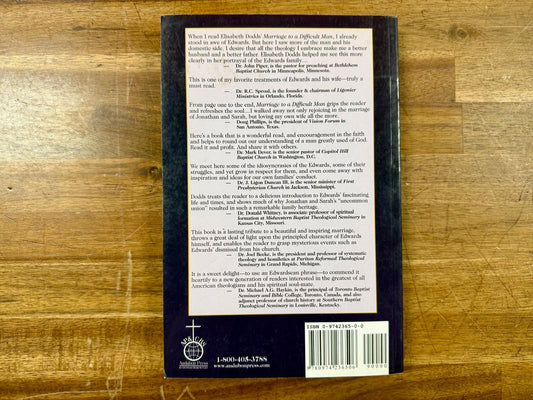 When I read Elisabeth Dodds' Marriage to a Difficult Man, I already
stood in awe of Edwards. But here I saw more of the man and his
domestic side. I desire that all the theology I embrace make me a better
husband and a better father. Elisabeth Dodds helped me see this more
clearly in her portrayal of the Edwards family...
— Dr. John Piper, is the pastor for preaching at Bethlehem
Baptist Church in Minneapolis, Minnesota.
This is one of my favorite treatments of Edwards and his wife—truly a
must read.
— Dr. R.C. Sproul, is the founder & chairman of Ligonier
Ministries in Orlando, Florida.
From page one to the end, Marriage to a Difficult Man grips the reader
and refreshes the soul...I walked away not only rejoicing in the marriage
of Jonathan and Sarah, but loving my own wife all the more.
— Doug Phillips, is the president of Vision Forum in
San Antonio, Texas.
Here's a book that is a wonderful read, and encouragement in the faith
and helps to round out our understanding of a man greatly used of God.
Read it and profit. And share it with others.
— Dr. Mark Dever, is the senior pastor of Capitol Hill
Baptist Church in Washington, D.C.
We meet here some of the idiosyncrasies of the Edwards, some of their
struggles, and yet grow in respect for them, and even come away with
inspiration and ideas for our own families' conduct.
— Dr. J. Ligon Duncan III, is the senior minister of First
Presbyterian Church in Jackson, Mississippi.
Dodds treats the reader to a delicious introduction to Edwards' fascinating
life and times, and shows much of why Jonathan and Sarah's "uncommon
union" resulted in such a remarkable family heritage.
— Dr. Donald Whitney, is associate professor of spiritual
formation at Midwestern Baptist Theological Seminary in
Kansas City, Missouri.
This book is a lasting tribute to a beautiful and inspiring marriage,
throws a great deal of light upon the principled character of Edwards
himself, and enables the reader to grasp mysterious events such as
Edwards' dismissal from his church.
— Dr. Joel Beeke, is the president and professor of systematic
theology and homiletics at Puritan Reformed Theological
Seminary in Grand Rapids, Michigan.
It is a sweet delight—to use an Edwardsean phrase—to commend it
heartily to a new generation of readers interested in the greatest of all
American theologians and his spiritual soul-mate.
— Dr. Michael A.G. Haykin, is the principal of Toronto Baptist
Seminary and Bible College, Toronto, Canada, and also
adjunct professor of church history at Southern Baptist
Theological Seminary in Louisville, Kentucky.
Audubon Press
1-800-405-3788
www.audubonpress.com
ISBN 0-9742365-0-0
9 780974 236506
90000